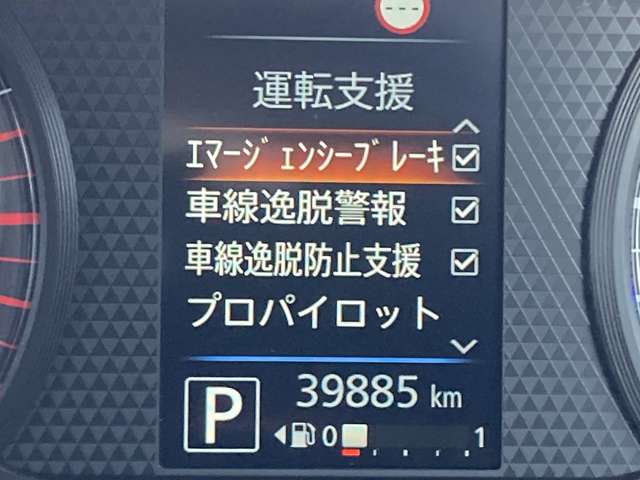 ---
運転支援
ｴﾏｰｼﾞｪﾝｼｰﾌﾞﾚｰｷ
車線逸脱警報
車線逸脱防止支援
プロパイロット
P 39885 km
0 1